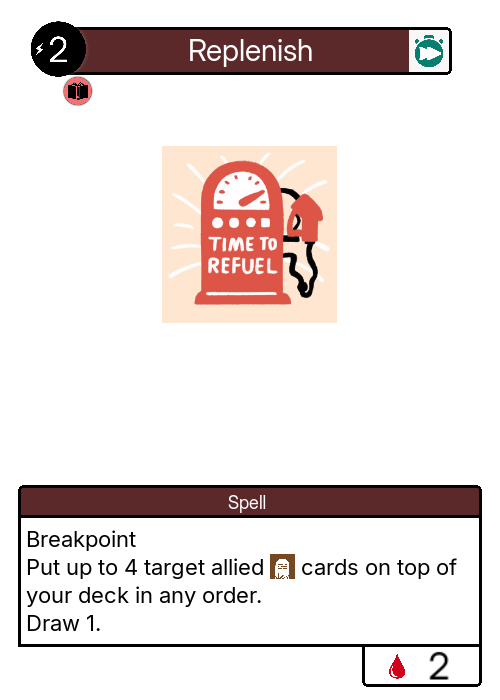 2
Replenish
TIME TO
REFUEL
Spell
Breakpoint
Put up to 4 target allied cards on top of
your deck in any order.
Draw 1.
2